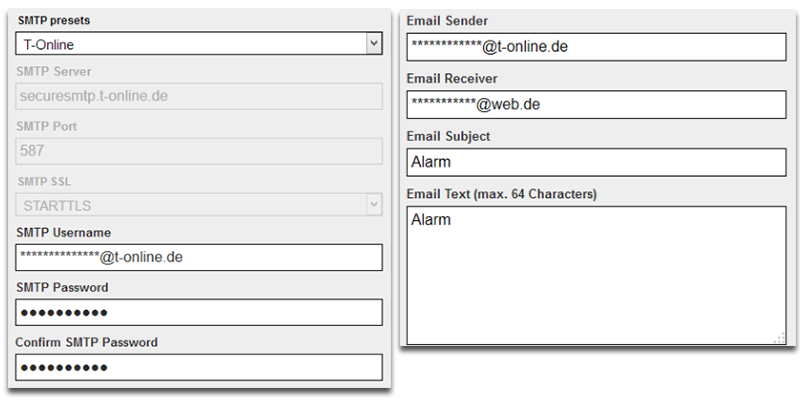 SMTP presets
T-Online
SMTP Server
securesmtp.t-online.de
SMTP Port
587
SMTP SSL
STARTTLS
SMTP Username
**************@t-online.de
SMTP Password
●●●●●●●●●●
Confirm SMTP Password
●●●●●●●●●●
Email Sender
************@t-online.de
Email Receiver
***********@web.de
Email Subject
Alarm
Email Text (max. 64 Characters)
Alarm